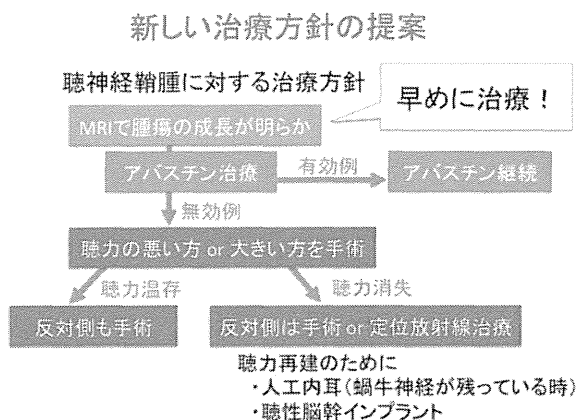 新しい治療方針の提案
聴神経鞘腫に対する治療方針
早めに治療！
MRIで腫瘍の成長が明らか
アバスチン治療
有効例
アバスチン継続
無効例
聴力の悪い方 or 大きい方を手術
聴力温存
聴力消失
反対側も手術
反対側は手術 or 定位放射線治療
聴力再建のために
・人工内耳（蝸牛神経が残っている時）
・聴性脳幹インプラント